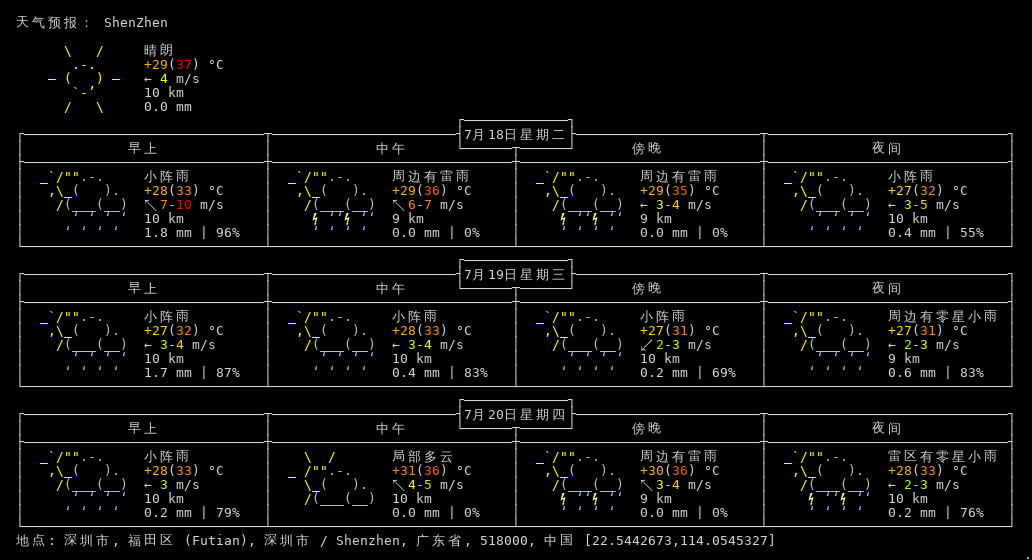 天气预报： ShenZhen
晴朗
+29(37) °C
← 4 m/s
10 km
0.0 mm
7月18日星期二
早上 中午 傍晚 夜间
小阵雨 周边有雷雨 周边有雷雨 小阵雨
+28(33) °C +29(36) °C +29(35) °C +27(32) °C
↖ 7-10 m/s ↖ 6-7 m/s ← 3-4 m/s ← 3-5 m/s
10 km 9 km 9 km 10 km
1.8 mm | 96% 0.0 mm | 0% 0.0 mm | 0% 0.4 mm | 55%
7月19日星期三
早上 中午 傍晚 夜间
小阵雨 小阵雨 小阵雨 周边有零星小雨
+27(32) °C +28(33) °C +27(31) °C +27(31) °C
← 3-4 m/s ← 3-4 m/s ↙ 2-3 m/s ← 2-3 m/s
10 km 10 km 10 km 9 km
1.7 mm | 87% 0.4 mm | 83% 0.2 mm | 69% 0.6 mm | 83%
7月20日星期四
早上 中午 傍晚 夜间
小阵雨 局部多云 周边有雷雨 雷区有零星小雨
+28(33) °C +31(36) °C +30(36) °C +28(33) °C
← 3 m/s ↖ 4-5 m/s ↖ 3-4 m/s ← 2-3 m/s
10 km 10 km 9 km 10 km
0.2 mm | 79% 0.0 mm | 0% 0.0 mm | 0% 0.2 mm | 76%
地点: 深圳市, 福田区 (Futian), 深圳市 / Shenzhen, 广东省, 518000, 中国 [22.5442673,114.0545327]